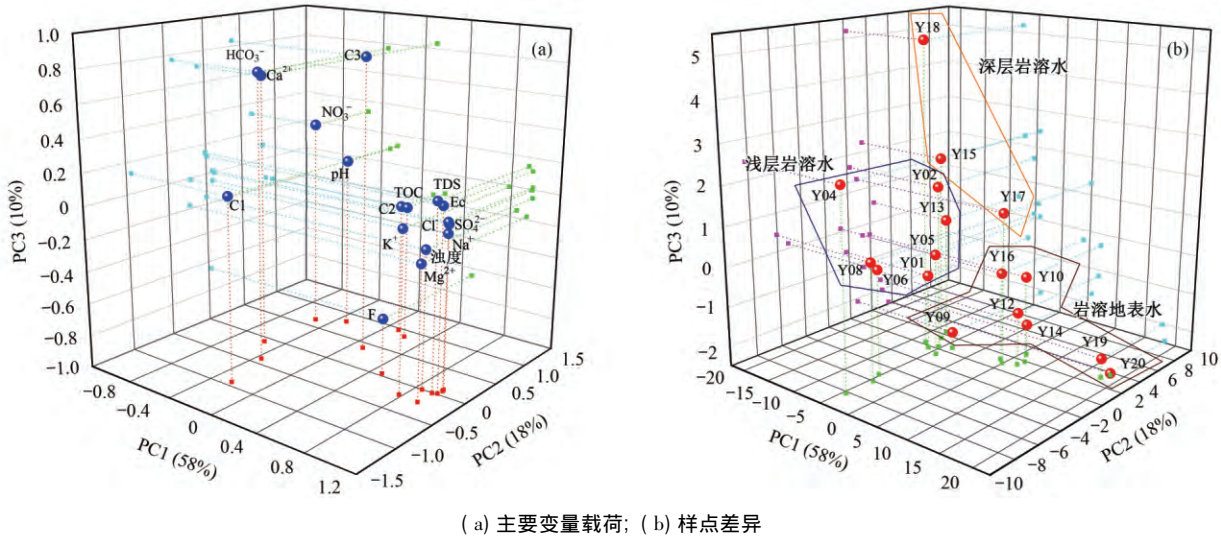 (a)
1.0
0.8
0.6
0.4
0.2
0
−0.2
−0.4
−0.6
−0.8
−1.0
PC3 (10%)
HCO₃⁻
Ca²⁺
C3
NO₃⁻
pH
C1
TOC
TDS
C2
Ec
Cl⁻
SO₄²⁻
K⁺
Na⁺
浊度
Mg²⁺
F⁻
−0.8
−0.4
0
0.4
0.8
1.2
PC1 (58%)
−1.5
−1.0
−0.5
0
0.5
1.0
1.5
PC2 (18%)
(b)
5
4
3
2
1
0
−1
−2
PC3 (10%)
Y18
深层岩溶水
浅层岩溶水
Y15
Y02
Y04
Y17
Y13
Y05
Y16
Y01
Y08
Y06
Y10
岩溶地表水
Y12
Y09
Y14
Y19
Y20
−20
−15
−10
−5
0
5
10
15
20
PC1 (58%)
−10
−8
−6
−4
−2
0
2
4
6
8
10
PC2 (18%)
(a) 主要变量载荷; (b) 样点差异